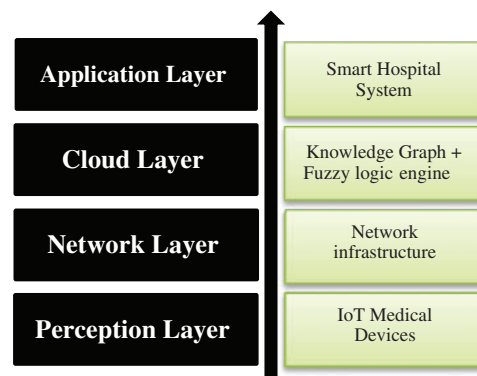 Application Layer
Smart Hospital
System
Cloud Layer
Knowledge Graph +
Fuzzy logic engine
Network Layer
Network
infrastructure
Perception Layer
IoT Medical
Devices